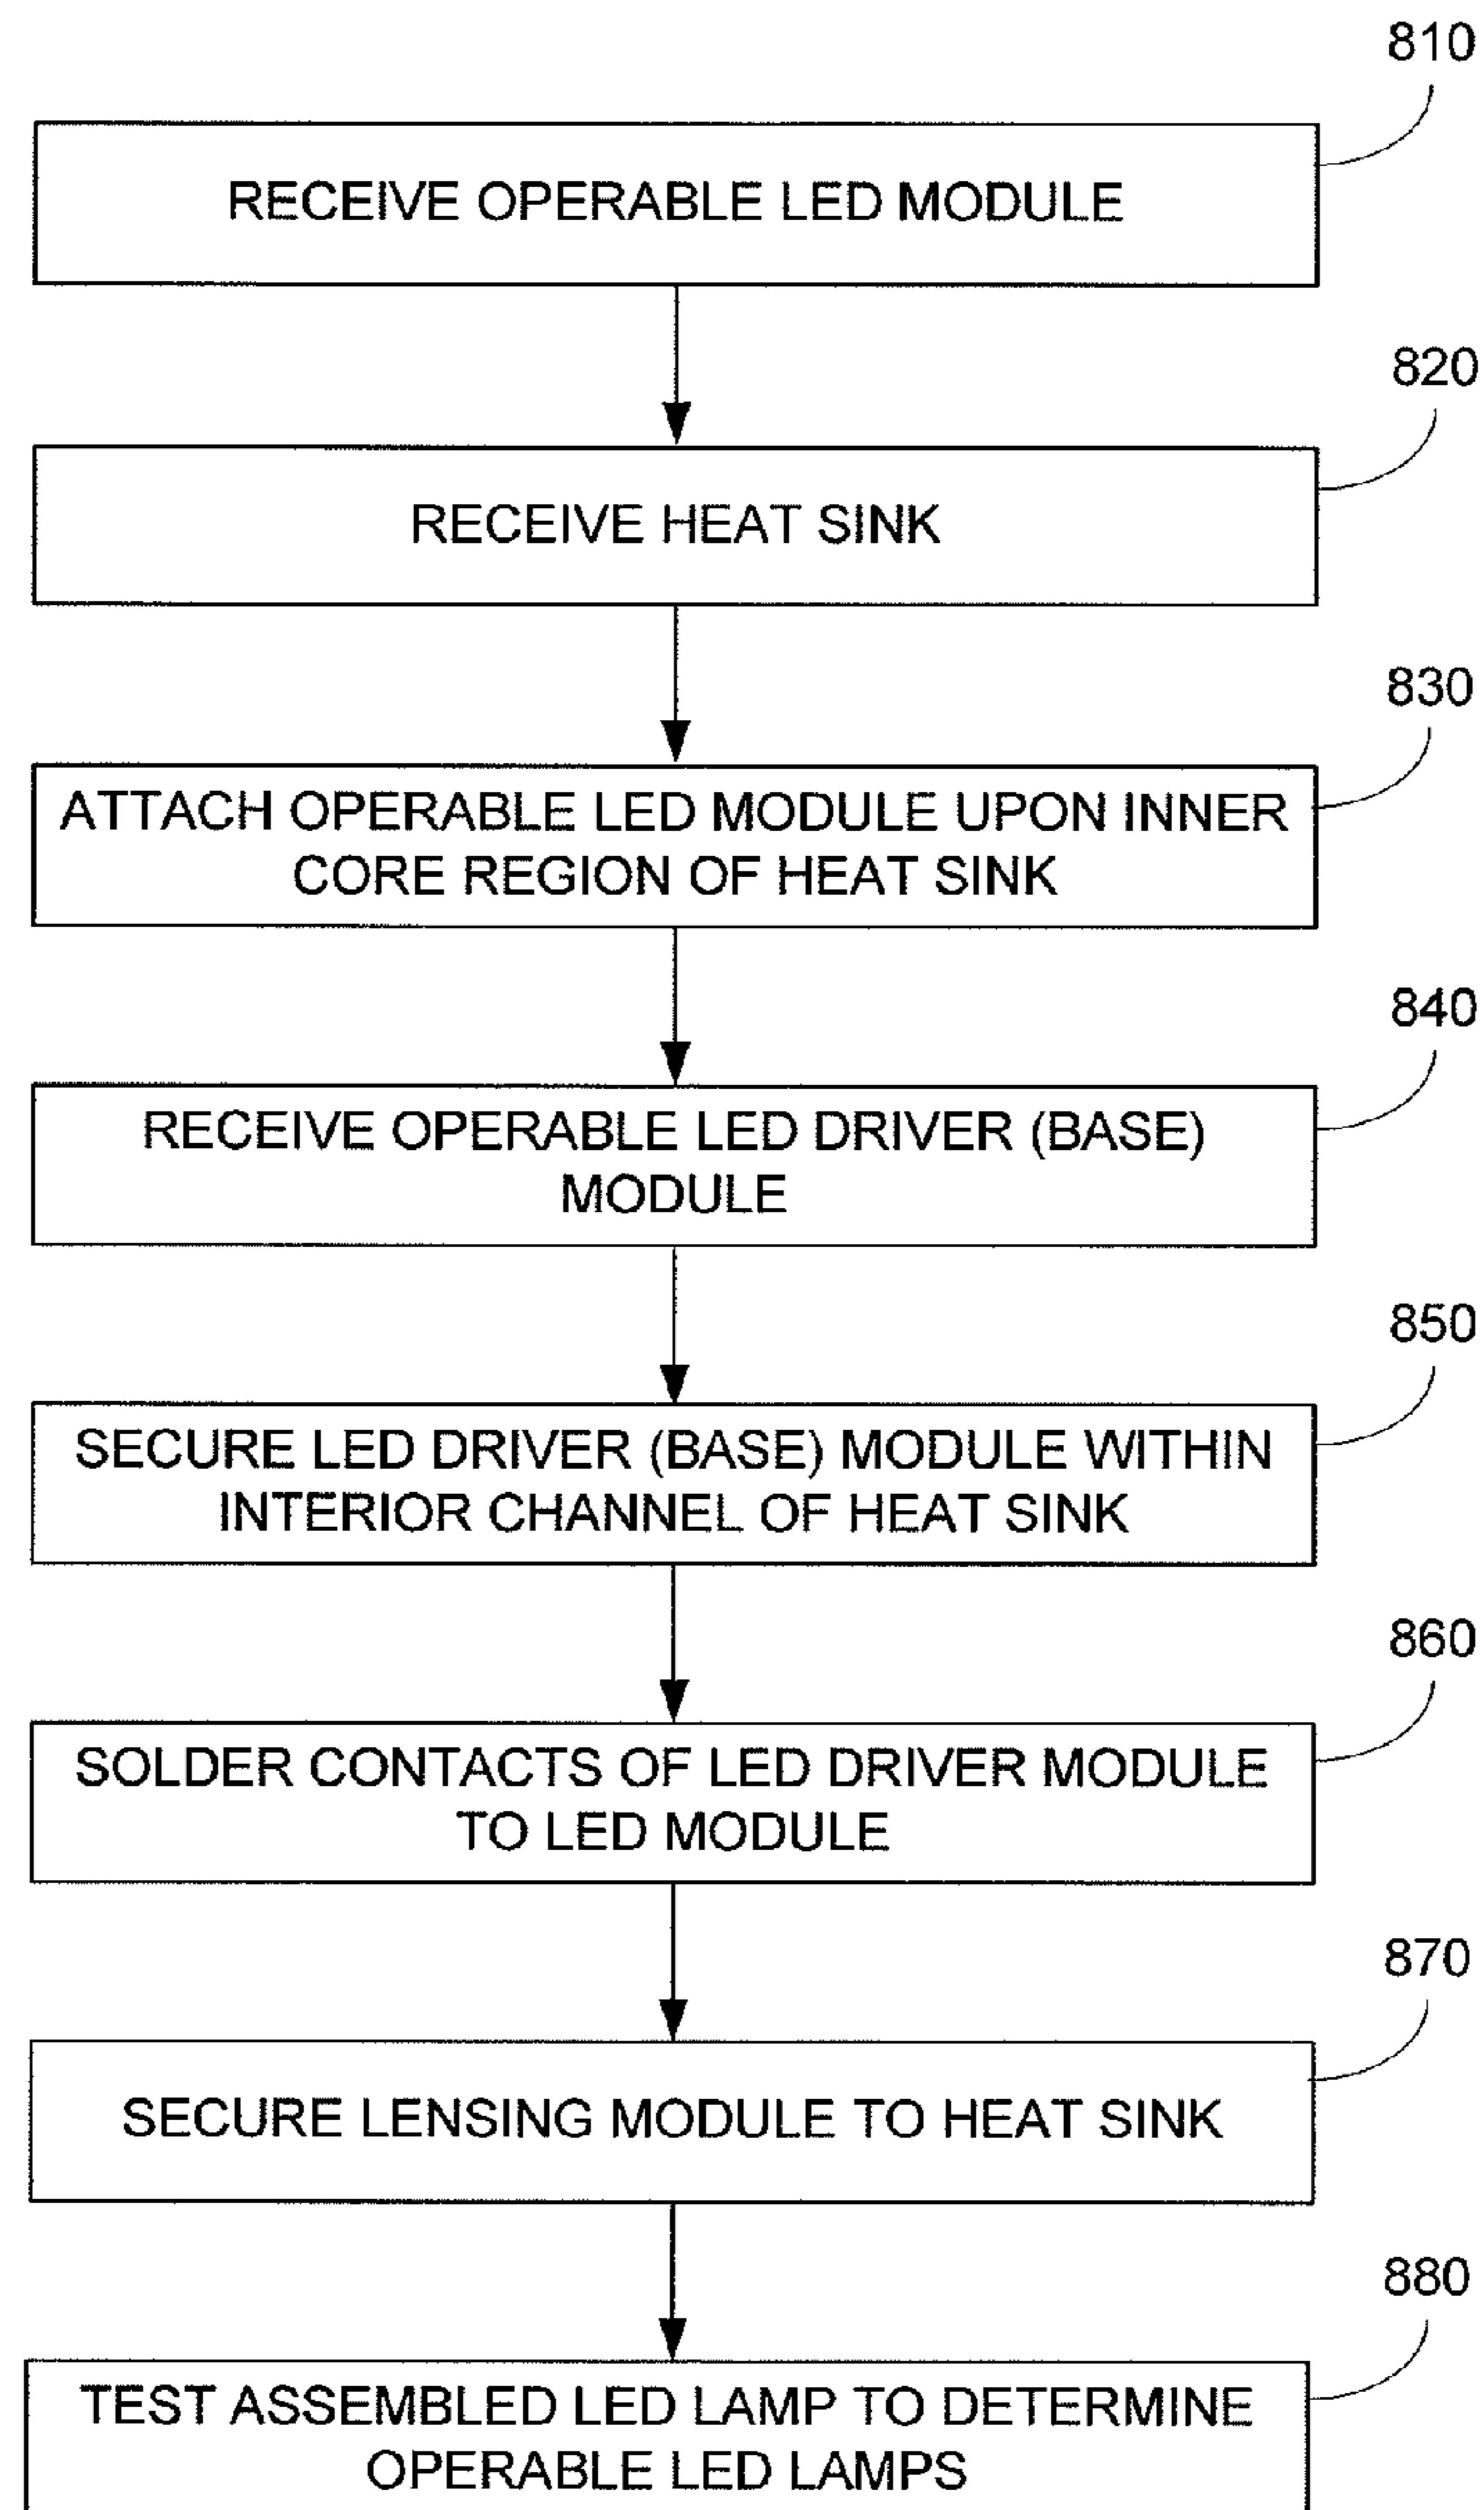 810
RECEIVE OPERABLE LED MODULE
820
RECEIVE HEAT SINK
830
ATTACH OPERABLE LED MODULE UPON INNER
CORE REGION OF HEAT SINK
840
RECEIVE OPERABLE LED DRIVER (BASE)
MODULE
850
SECURE LED DRIVER (BASE) MODULE WITHIN
INTERIOR CHANNEL OF HEAT SINK
860
SOLDER CONTACTS OF LED DRIVER MODULE
TO LED MODULE
870
SECURE LENSING MODULE TO HEAT SINK
880
TEST ASSEMBLED LED LAMP TO DETERMINE
OPERABLE LED LAMPS